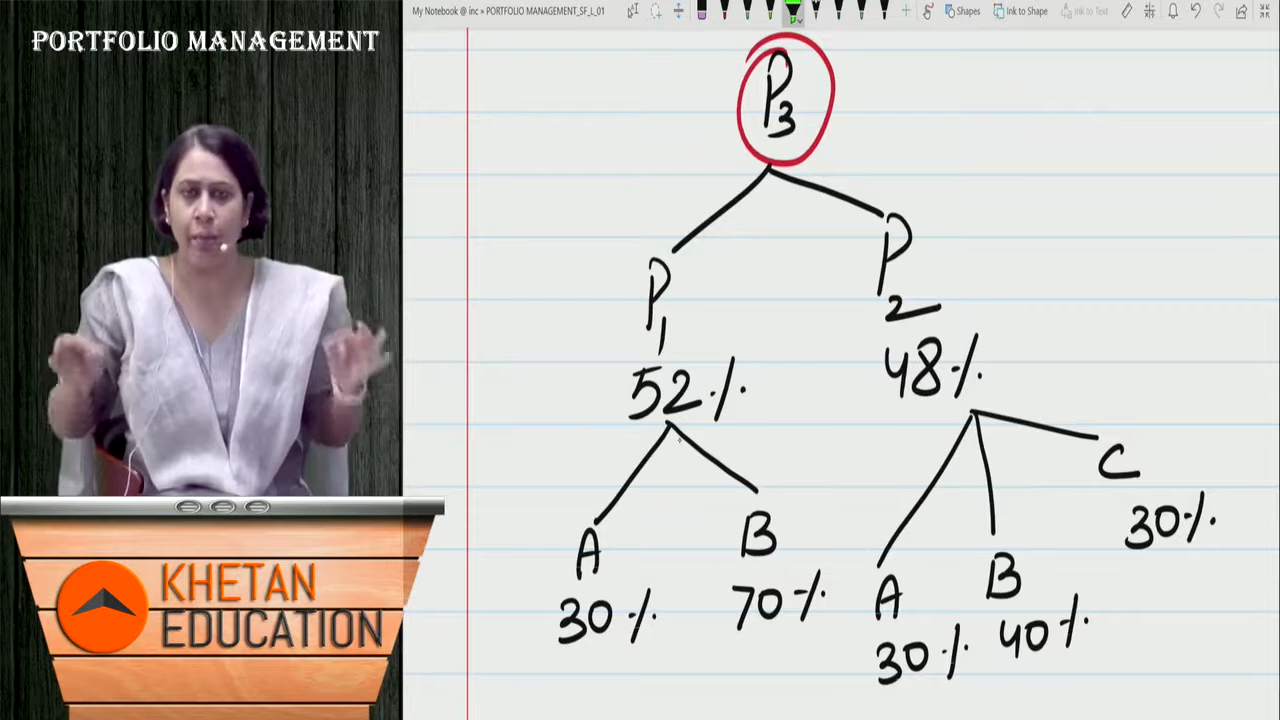 PORTFOLIO MANAGEMENT
My Notebook @ inc » PORTFOLIO MANAGEMENT_SF_L_01
Shapes
Ink to Shape
Ink to Text
P3
P1
P2
52%
48%
A
B
C
30%
70%
30%
A
B
30%
40%
KHETAN
EDUCATION